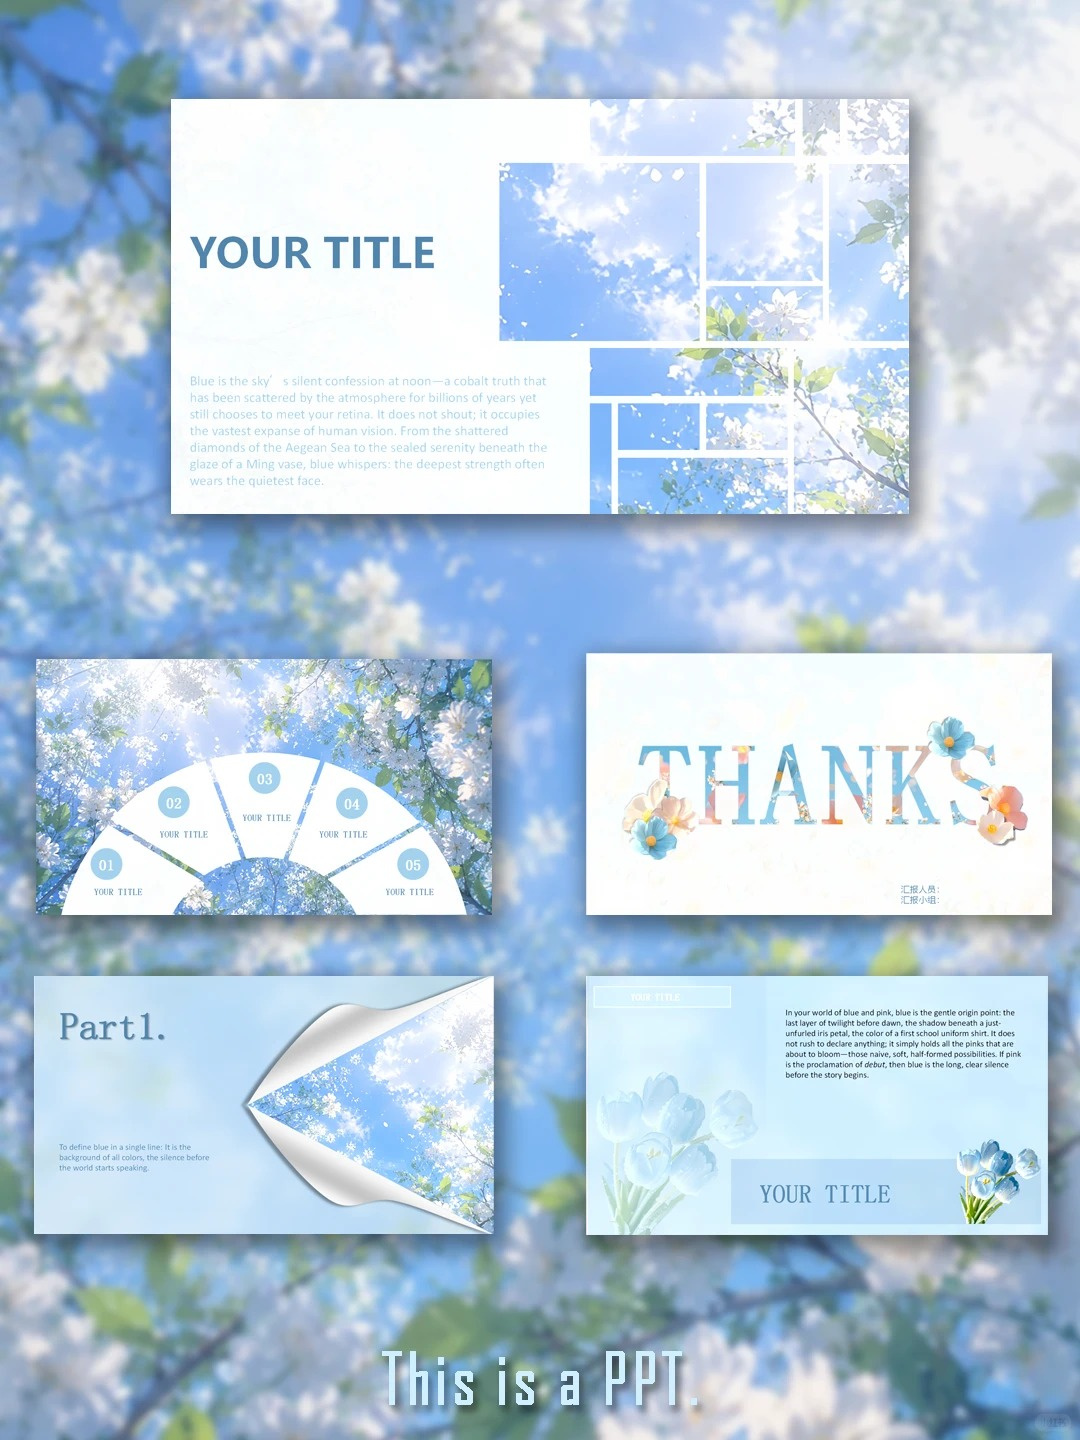 YOUR TITLE
Blue is the sky’ s silent confession at noon—a cobalt truth that
has been scattered by the atmosphere for billions of years yet
still chooses to meet your retina. It does not shout; it occupies
the vastest expanse of human vision. From the shattered
diamonds of the Aegean Sea to the sealed serenity beneath the
glaze of a Ming vase, blue whispers: the deepest strength often
wears the quietest face.
01
YOUR TITLE
02
YOUR TITLE
03
YOUR TITLE
04
YOUR TITLE
05
YOUR TITLE
THANKS
汇报人员:
汇报小组:
Part1.
To define blue in a single line: It is the
background of all colors, the silence before
the world starts speaking.
YOUR TITLE
In your world of blue and pink, blue is the gentle origin point: the
last layer of twilight before dawn, the shadow beneath a just-
unfurled iris petal, the color of a first school uniform shirt. It does
not rush to declare anything; it simply holds all the pinks that are
about to bloom—those naive, soft, half-formed possibilities. If pink
is the proclamation of debut, then blue is the long, clear silence
before the story begins.
YOUR TITLE
This is a PPT.